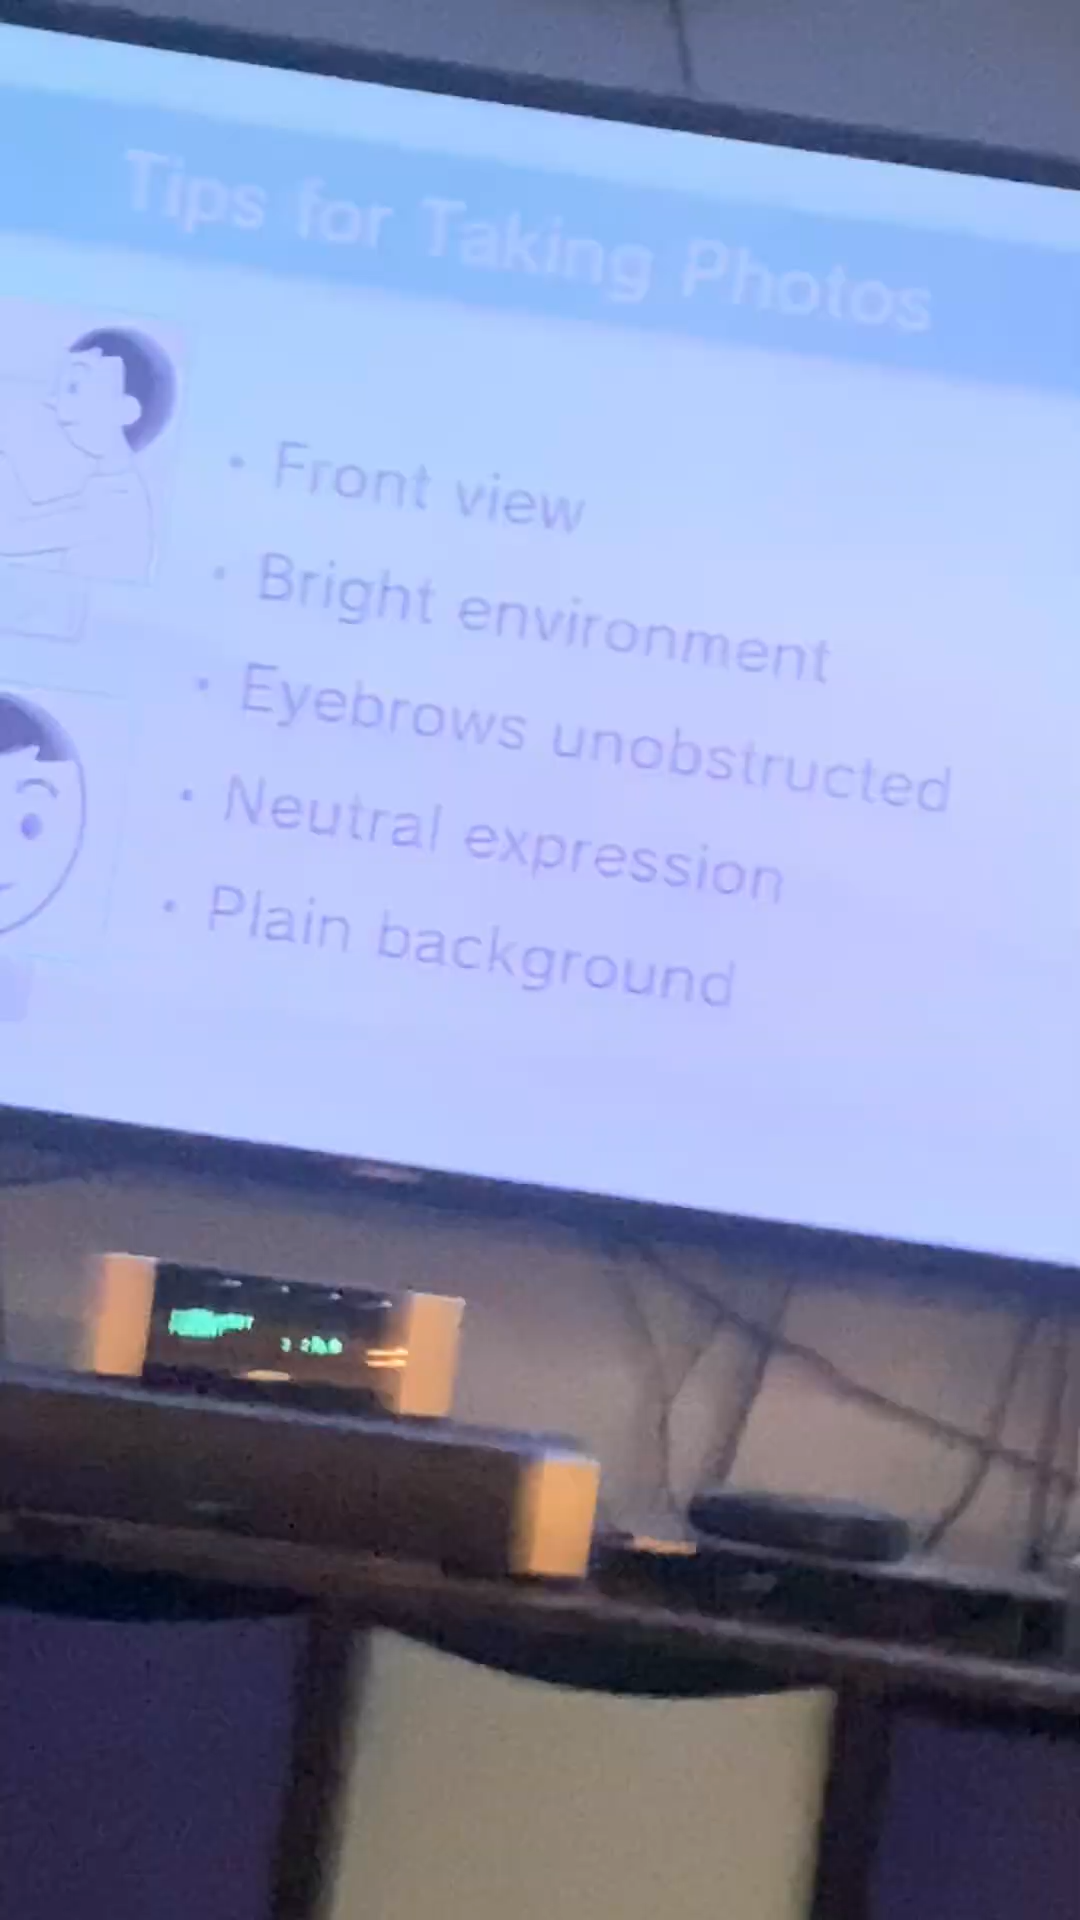 Tips for Taking Photos
• Front view
• Bright environment
• Eyebrows unobstructed
• Neutral expression
• Plain background